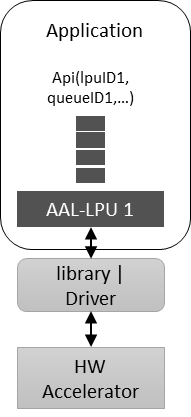 Application
Api(lpuID1,
queueID1,...)
AAL-LPU 1
library |
Driver
HW
Accelerator